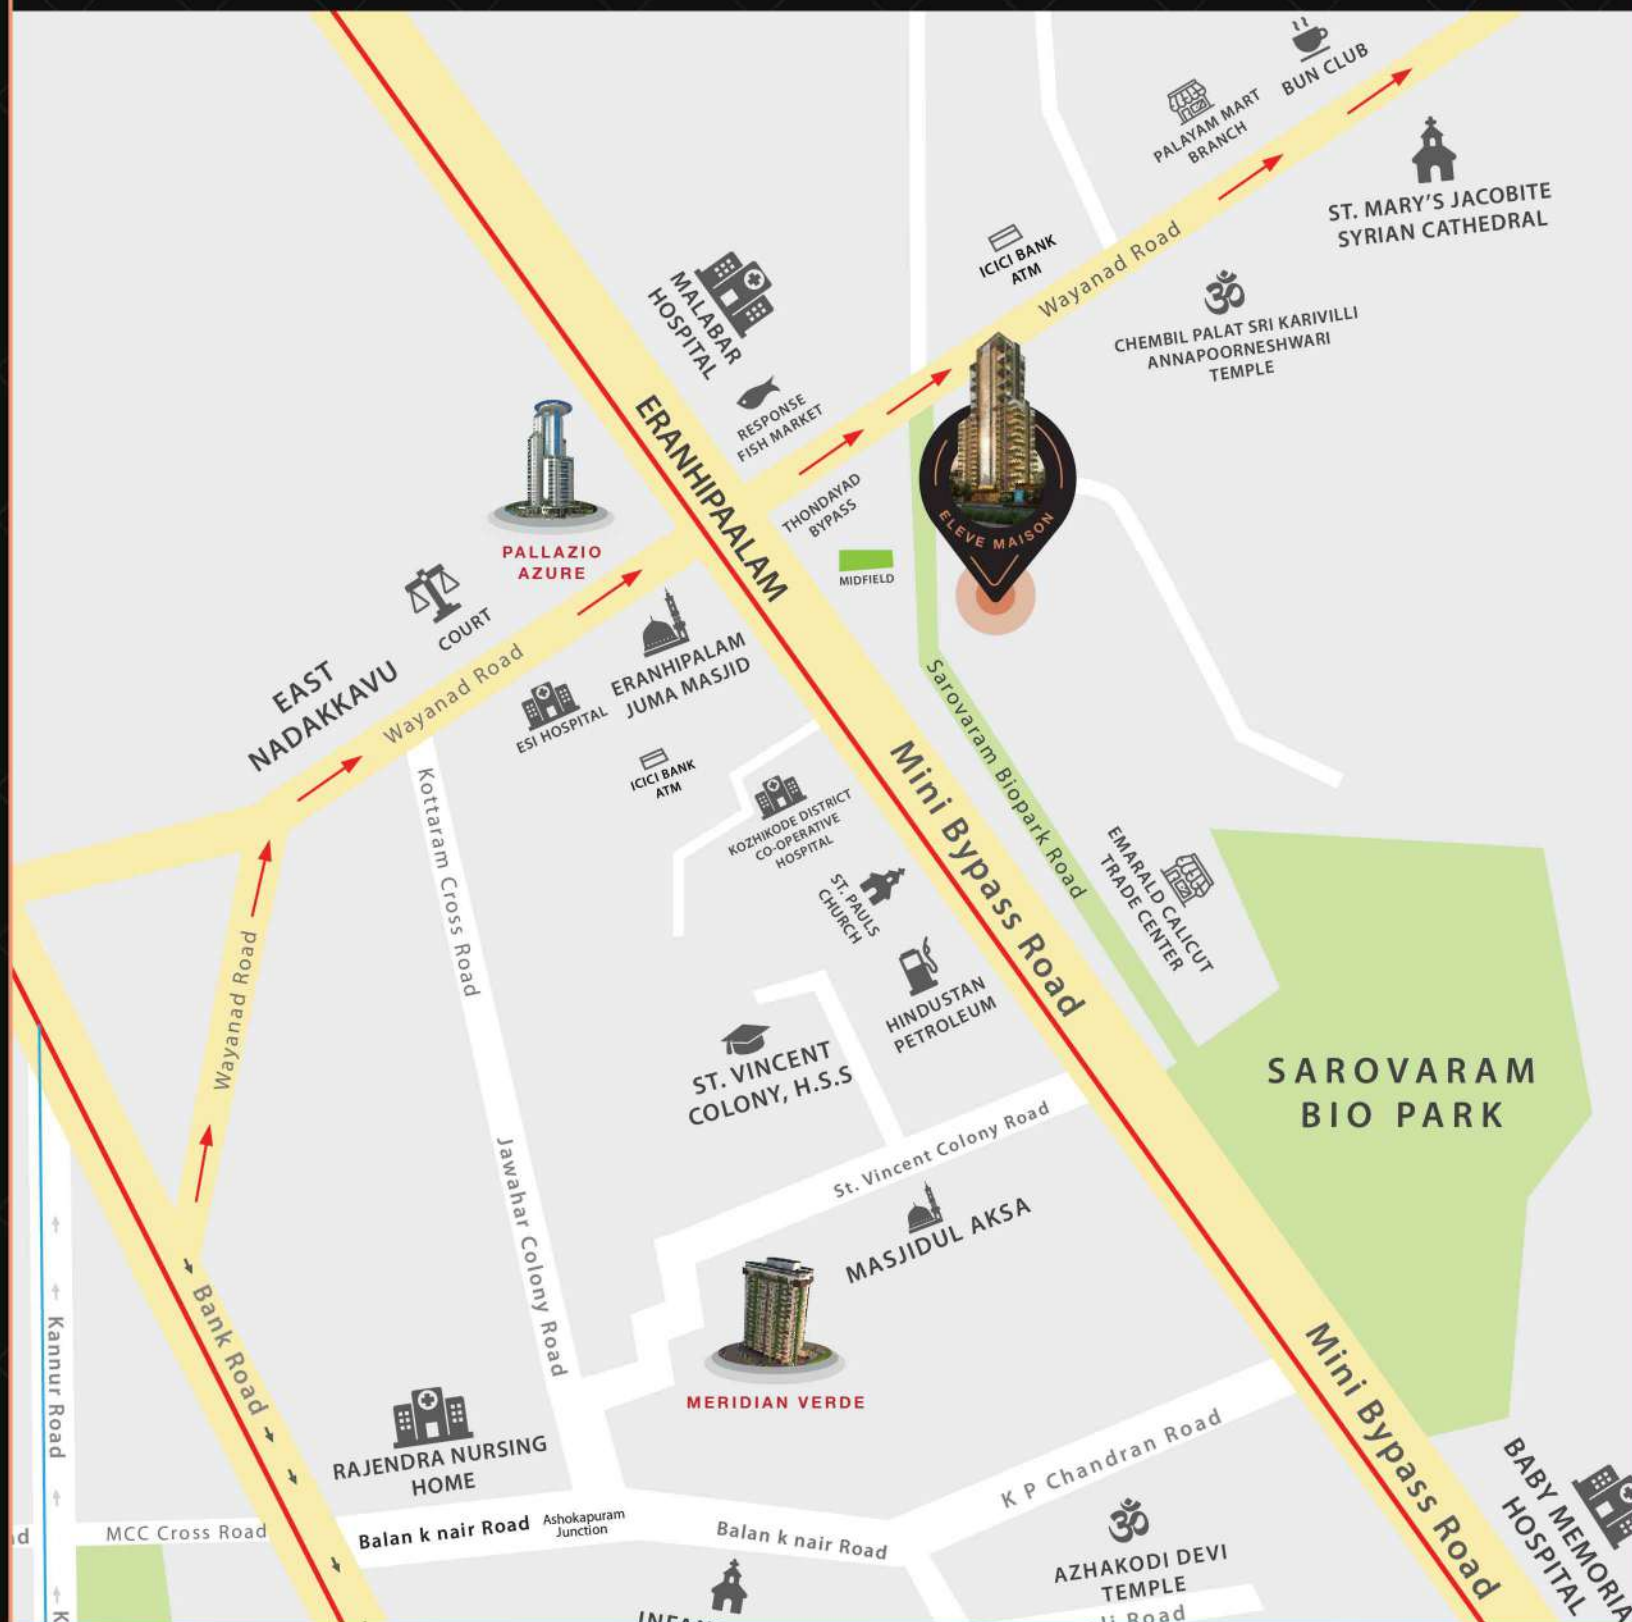 BUN CLUB
PALAYAM MART
BRANCH
ST. MARY'S JACOBITE
SYRIAN CATHEDRAL
ICICI BANK
ATM
Wayanad Road
MALABAR
HOSPITAL
CHEMBIL PALAT SRI KARIVILLI
ANNAPOORNESHWARI
TEMPLE
RESPONSE
FISH MARKET
ERANHIPAALAM
THONDAYAD
BYPASS
ELEVE MAISON
PALLAZIO
AZURE
MIDFIELD
COURT
EAST
NADAKKAVU
Wayanad Road
ERANHIPALAM
JUMA MASJID
ESI HOSPITAL
ICICI BANK
ATM
Sarovaram Biopark Road
Kottaram Cross Road
KOZHIKODE DISTRICT
CO-OPERATIVE
HOSPITAL
Mini Bypass Road
EMARALD CALICUT
TRADE CENTER
ST. PAULS
CHURCH
HINDUSTAN
PETROLEUM
Wayanad Road
ST. VINCENT
COLONY, H.S.S
SAROVARAM
BIO PARK
St. Vincent Colony Road
Jawahar Colony Road
MASJIDUL AKSA
Bank Road
Kannur Road
MERIDIAN VERDE
Mini Bypass Road
RAJENDRA NURSING
HOME
K P Chandran Road
BABY MEMORIA
HOSPITAL
MCC Cross Road
Balan k nair Road
Ashokapuram
Junction
Balan k nair Road
AZHAKODI DEVI
TEMPLE
Road